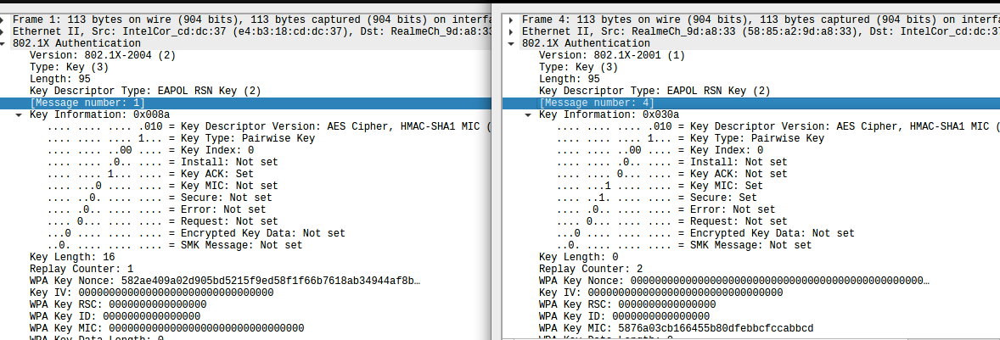 Frame 1: 113 bytes on wire (904 bits), 113 bytes captured (904 bits) on interfa
Ethernet II, Src: IntelCor_cd:dc:37 (e4:b3:18:cd:dc:37), Dst: RealmeCh_9d:a8:33
802.1X Authentication
Version: 802.1X-2004 (2)
Type: Key (3)
Length: 95
Key Descriptor Type: EAPOL RSN Key (2)
[Message number: 1]
Key Information: 0x008a
.... .... .... .010 = Key Descriptor Version: AES Cipher, HMAC-SHA1 MIC (
.... .... .... 1... = Key Type: Pairwise Key
.... .... ..00 .... = Key Index: 0
.... .... .0.. .... = Install: Not set
.... .... 1... .... = Key ACK: Set
.... ...0 .... .... = Key MIC: Not set
.... ..0. .... .... = Secure: Not set
.... .0.. .... .... = Error: Not set
.... 0... .... .... = Request: Not set
...0 .... .... .... = Encrypted Key Data: Not set
..0. .... .... .... = SMK Message: Not set
Key Length: 16
Replay Counter: 1
WPA Key Nonce: 582ae409a02d905bd5215f9ed58f1f66b7618ab34944af8b…
Key IV: 00000000000000000000000000000000
WPA Key RSC: 0000000000000000
WPA Key ID: 0000000000000000
WPA Key MIC: 00000000000000000000000000000000
WPA Key Data Length: 0
Frame 4: 113 bytes on wire (904 bits), 113 bytes captured (904 bits) on interfa
Ethernet II, Src: RealmeCh_9d:a8:33 (58:85:a2:9d:a8:33), Dst: IntelCor_cd:dc:37
802.1X Authentication
Version: 802.1X-2001 (1)
Type: Key (3)
Length: 95
Key Descriptor Type: EAPOL RSN Key (2)
[Message number: 4]
Key Information: 0x030a
.... .... .... .010 = Key Descriptor Version: AES Cipher, HMAC-SHA1 MIC (
.... .... .... 1... = Key Type: Pairwise Key
.... .... ..00 .... = Key Index: 0
.... .... .0.. .... = Install: Not set
.... .... 0... .... = Key ACK: Not set
.... ...1 .... .... = Key MIC: Set
.... ..1. .... .... = Secure: Set
.... .0.. .... .... = Error: Not set
.... 0... .... .... = Request: Not set
...0 .... .... .... = Encrypted Key Data: Not set
..0. .... .... .... = SMK Message: Not set
Key Length: 0
Replay Counter: 2
WPA Key Nonce: 000000000000000000000000000000000000000000000000…
Key IV: 00000000000000000000000000000000
WPA Key RSC: 0000000000000000
WPA Key ID: 0000000000000000
WPA Key MIC: 5876a03cb166455b80dfebbcfccabbcd
WPA Key Data Length: 0